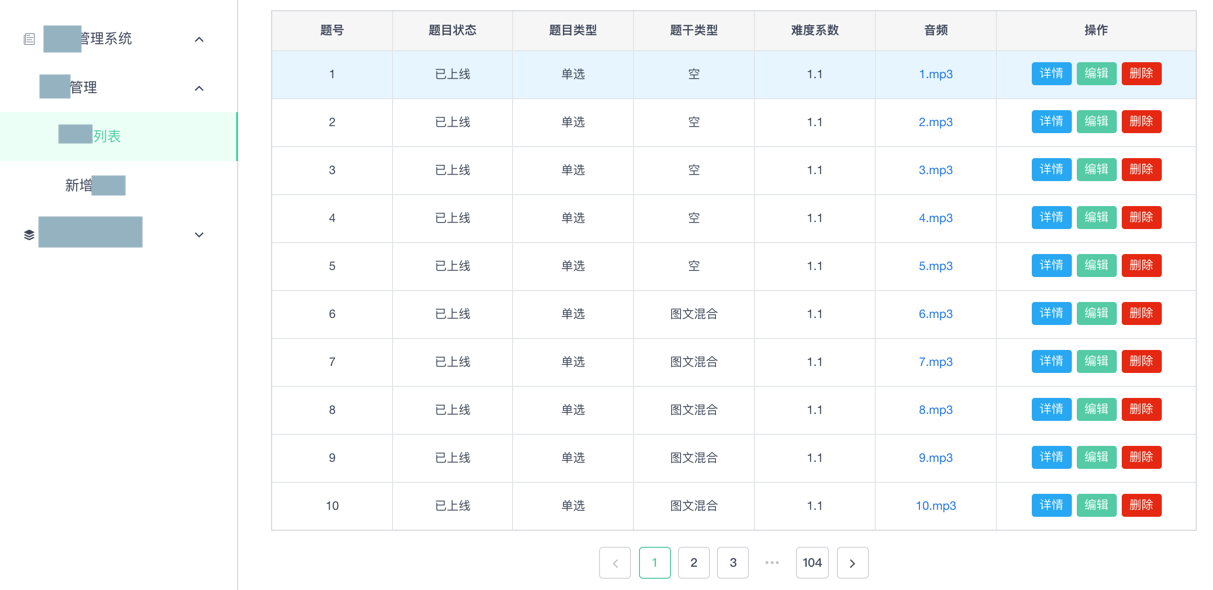 管理系统
管理
列表
新增
题号 题目状态 题目类型 题干类型 难度系数 音频 操作
1 已上线 单选 空 1.1 1.mp3 详情 编辑 删除
2 已上线 单选 空 1.1 2.mp3 详情 编辑 删除
3 已上线 单选 空 1.1 3.mp3 详情 编辑 删除
4 已上线 单选 空 1.1 4.mp3 详情 编辑 删除
5 已上线 单选 空 1.1 5.mp3 详情 编辑 删除
6 已上线 单选 图文混合 1.1 6.mp3 详情 编辑 删除
7 已上线 单选 图文混合 1.1 7.mp3 详情 编辑 删除
8 已上线 单选 图文混合 1.1 8.mp3 详情 编辑 删除
9 已上线 单选 图文混合 1.1 9.mp3 详情 编辑 删除
10 已上线 单选 图文混合 1.1 10.mp3 详情 编辑 删除
1 2 3 ••• 104